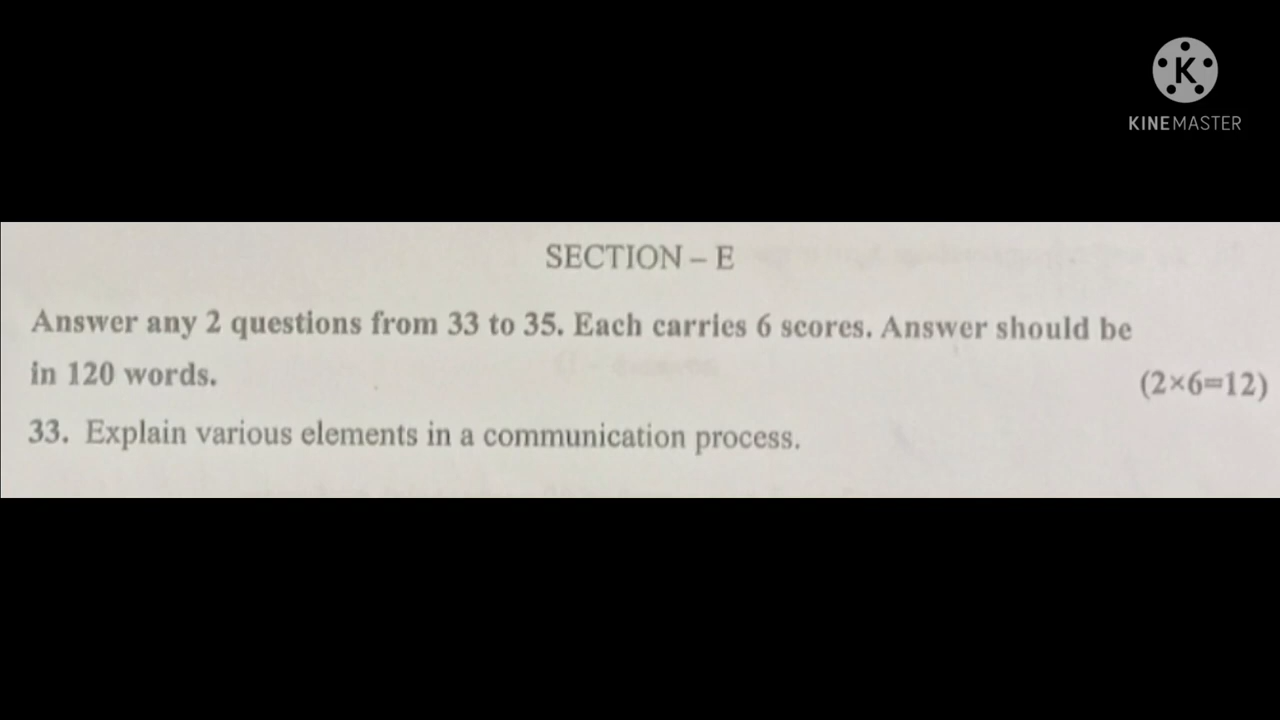 K
KINEMASTER
SECTION – E
Answer any 2 questions from 33 to 35. Each carries 6 scores. Answer should be
in 120 words.
(2×6=12)
33. Explain various elements in a communication process.